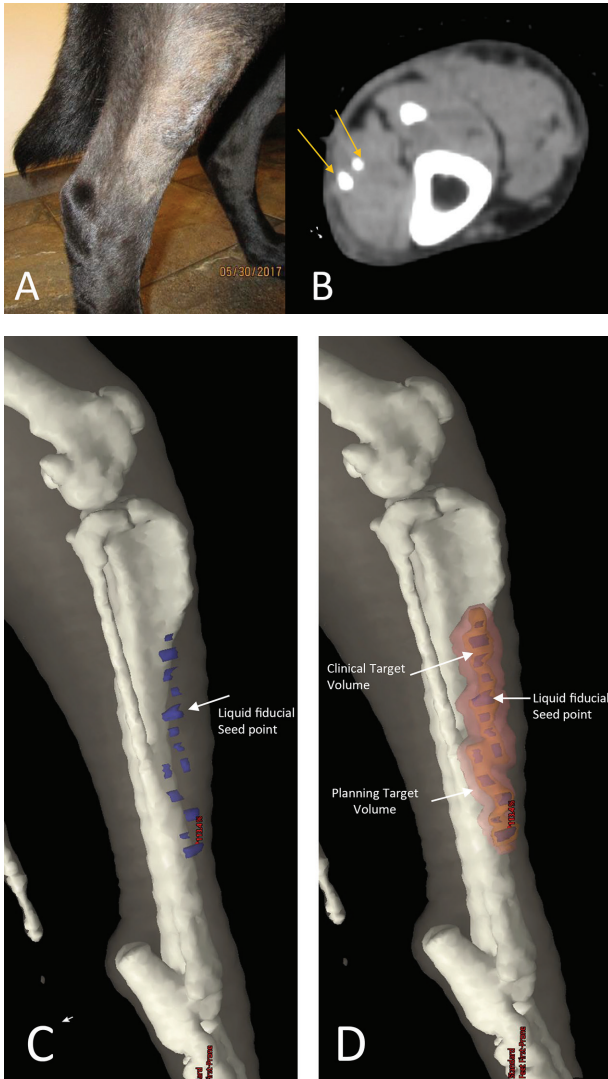 A
05/30/2017
B
Liquid fiducial
Seed point
C
Clinical Target
Volume
Liquid fiducial
Seed point
Planning Target
Volume
D